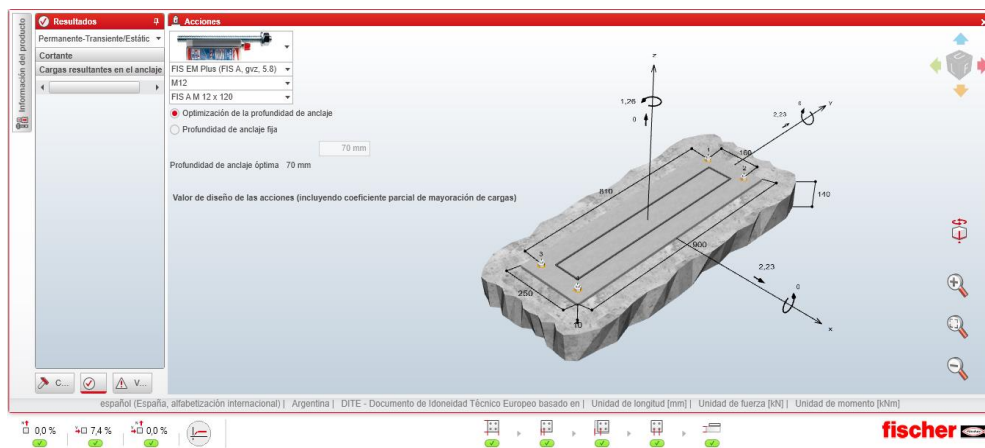 Información del producto
Resultados
Permanente-Transiente/Estátic
Cortante
Cargas resultantes en el anclaje
C...
V...
Acciones
FIS EM Plus (FIS A, gvz, 5.8)
M12
FIS A M 12 x 120
Optimización de la profundidad de anclaje
Profundidad de anclaje fija
70 mm
Profundidad de anclaje óptima 70 mm
Valor de diseño de las acciones (incluyendo coeficiente parcial de mayoración de cargas)
z
1,26
0
0
y
2,23
1
160
2
810
140
3
900
250
2,23
0
10
x
español (España, alfabetización internacional) | Argentina | DITE - Documento de Idoneidad Técnico Europeo basado en | Unidad de longitud [mm] | Unidad de fuerza [kN] | Unidad de momento [kNm]
0,0 %
7,4 %
0,0 %
fischer